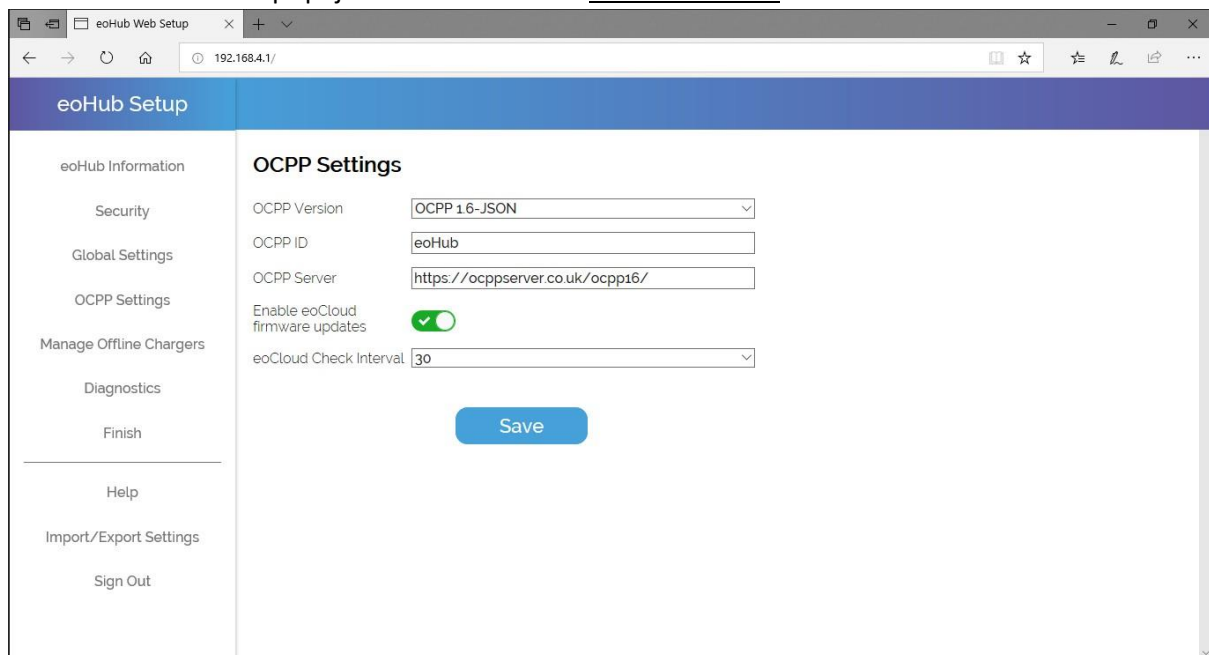 eoHub Web Setup
192.168.4.1/
eoHub Setup
eoHub Information
Security
Global Settings
OCPP Settings
Manage Offline Chargers
Diagnostics
Finish
Help
Import/Export Settings
Sign Out
OCPP Settings
OCPP Version OCPP 1.6-JSON
OCPP ID eoHub
OCPP Server https://ocppserver.co.uk/ocpp16/
Enable eoCloud
firmware updates
eoCloud Check Interval 30
Save